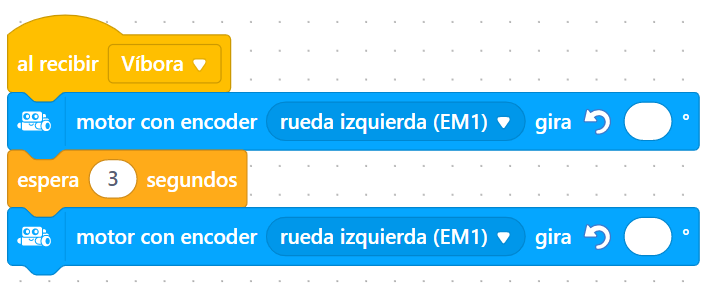 al recibir Víbora
motor con encoder rueda izquierda (EM1) gira °
espera 3 segundos
motor con encoder rueda izquierda (EM1) gira °